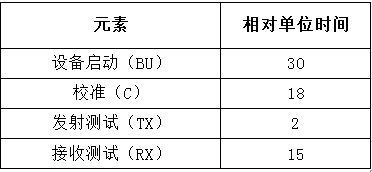 元素 相对单位时间
设备启动（BU） 30
校准（C） 18
发射测试（TX） 2
接收测试（RX） 15